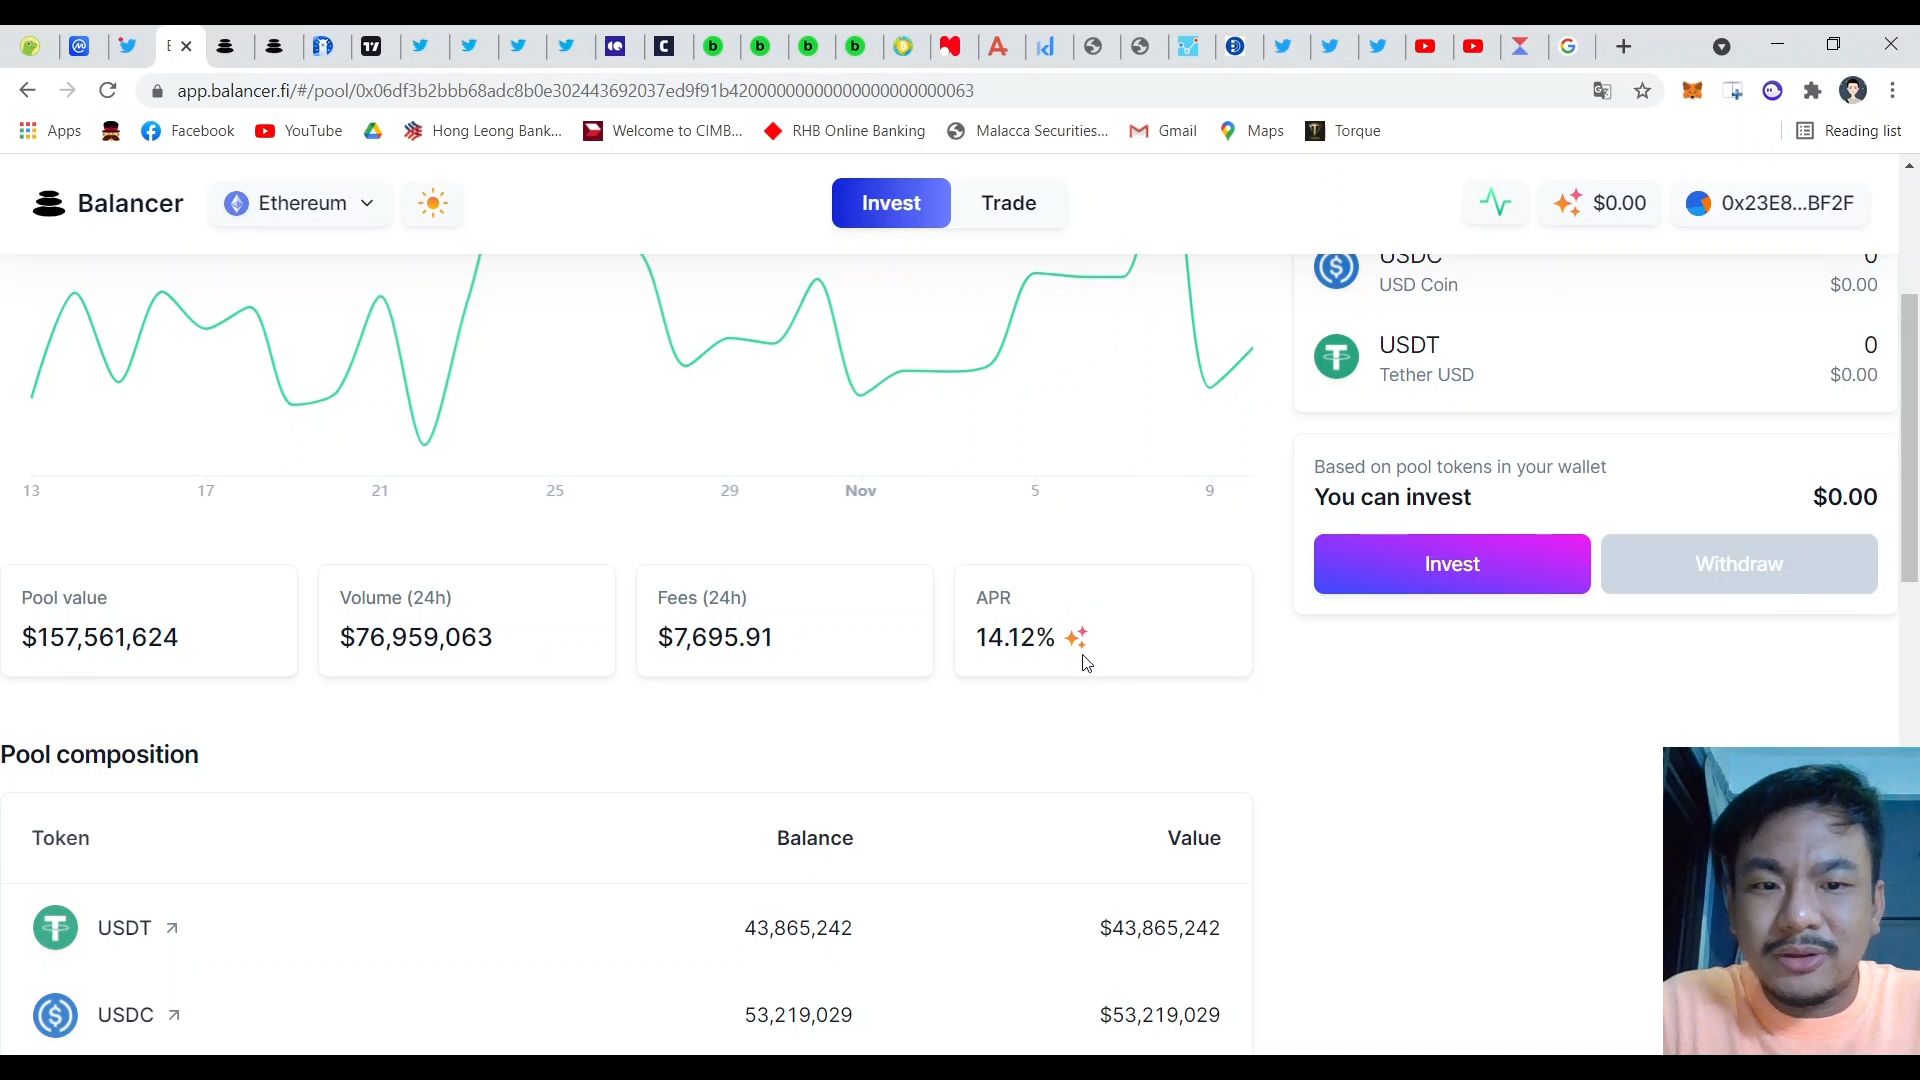 E
app.balancer.fi/#/pool/0x06df3b2bbb68adc8b0e302443692037ed9f91b42000000000000000000000063
Apps
Facebook
YouTube
Hong Leong Bank...
Welcome to CIMB...
RHB Online Banking
Malacca Securities...
Gmail
Maps
Torque
Reading list
Balancer
Ethereum
Invest
Trade
$0.00
0x23E8...BF2F
USDC 0
USD Coin $0.00
USDT 0
Tether USD $0.00
13 17 21 25 29 Nov 5 9
Based on pool tokens in your wallet
You can invest $0.00
Invest Withdraw
Pool value
$157,561,624
Volume (24h)
$76,959,063
Fees (24h)
$7,695.91
APR
14.12%
Pool composition
Token Balance Value
USDT 43,865,242 $43,865,242
USDC 53,219,029 $53,219,029